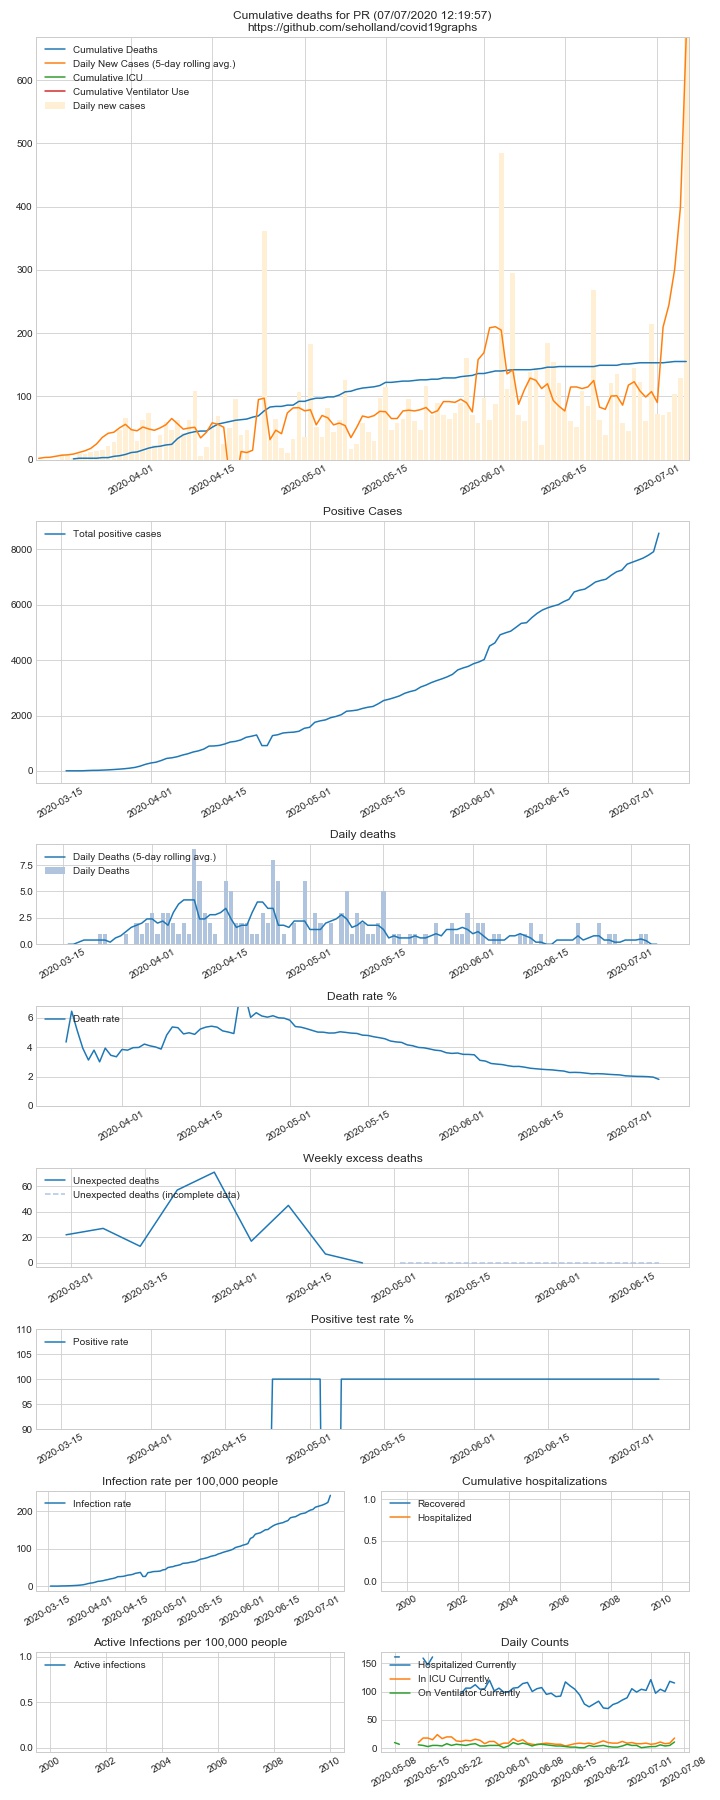 Cumulative deaths for PR (07/07/2020 12:19:57)
https://github.com/seholland/covid19graphs
Cumulative Deaths
Daily New Cases (5-day rolling avg.)
Cumulative ICU
Cumulative Ventilator Use
Daily new cases
600
500
400
300
200
100
0
2020-04-01 2020-04-15 2020-05-01 2020-05-15 2020-06-01 2020-06-15 2020-07-01
Positive Cases
Total positive cases
8000
6000
4000
2000
0
2020-03-15 2020-04-01 2020-04-15 2020-05-01 2020-05-15 2020-06-01 2020-06-15 2020-07-01
Daily deaths
Daily Deaths (5-day rolling avg.)
Daily Deaths
7.5
5.0
2.5
0.0
2020-03-15 2020-04-01 2020-04-15 2020-05-01 2020-05-15 2020-06-01 2020-06-15 2020-07-01
Death rate %
Death rate
6
4
2
0
2020-04-01 2020-04-15 2020-05-01 2020-05-15 2020-06-01 2020-06-15 2020-07-01
Weekly excess deaths
Unexpected deaths
Unexpected deaths (incomplete data)
60
40
20
0
2020-03-01 2020-03-15 2020-04-01 2020-04-15 2020-05-01 2020-05-15 2020-06-01 2020-06-15
Positive test rate %
Positive rate
110
105
100
95
90
2020-03-15 2020-04-01 2020-04-15 2020-05-01 2020-05-15 2020-06-01 2020-06-15 2020-07-01
Infection rate per 100,000 people
Infection rate
200
100
0
2020-03-15 2020-04-01 2020-04-15 2020-05-01 2020-05-15 2020-06-01 2020-06-15 2020-07-01
Cumulative hospitalizations
Recovered
Hospitalized
1.0
0.5
0.0
2000 2002 2004 2006 2008 2010
Active Infections per 100,000 people
Active infections
1.0
0.5
0.0
2000 2002 2004 2006 2008 2010
Daily Counts
Hospitalized Currently
In ICU Currently
On Ventilator Currently
150
100
50
0
2020-05-08 2020-05-15 2020-05-22 2020-06-01 2020-06-08 2020-06-15 2020-06-22 2020-07-01 2020-07-08